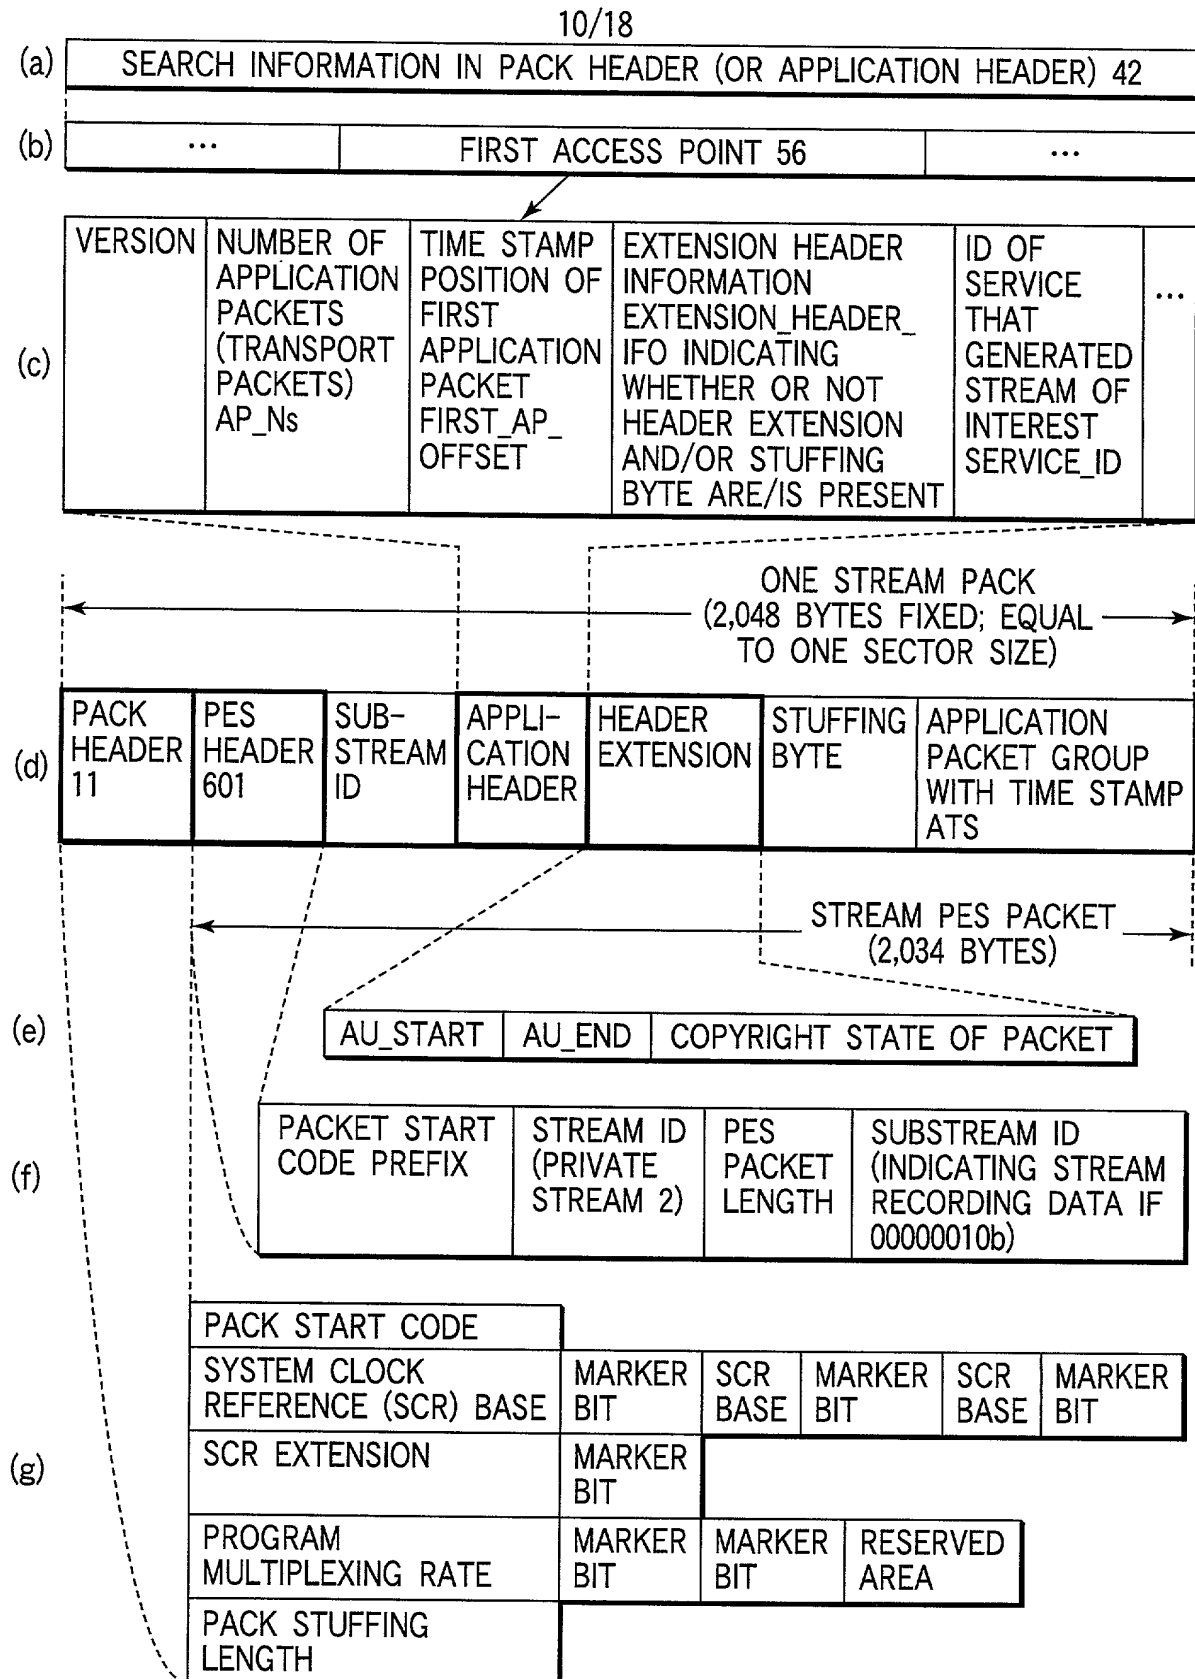 10/18
(a)
SEARCH INFORMATION IN PACK HEADER (OR APPLICATION HEADER) 42
(b)
...
FIRST ACCESS POINT 56
...
(c)
VERSION
NUMBER OF
APPLICATION
PACKETS
(TRANSPORT
PACKETS)
AP_Ns
TIME STAMP
POSITION OF
FIRST
APPLICATION
PACKET
FIRST_AP_
OFFSET
EXTENSION HEADER
INFORMATION
EXTENSION_HEADER_
IFO INDICATING
WHETHER OR NOT
HEADER EXTENSION
AND/OR STUFFING
BYTE ARE/IS PRESENT
ID OF
SERVICE
THAT
GENERATED
STREAM OF
INTEREST
SERVICE_ID
...
ONE STREAM PACK
(2,048 BYTES FIXED; EQUAL
TO ONE SECTOR SIZE)
(d)
PACK
HEADER
11
PES
HEADER
601
SUB-
STREAM
ID
APPLI-
CATION
HEADER
HEADER
EXTENSION
STUFFING
BYTE
APPLICATION
PACKET GROUP
WITH TIME STAMP
ATS
STREAM PES PACKET
(2,034 BYTES)
(e)
AU_START
AU_END
COPYRIGHT STATE OF PACKET
(f)
PACKET START
CODE PREFIX
STREAM ID
(PRIVATE
STREAM 2)
PES
PACKET
LENGTH
SUBSTREAM ID
(INDICATING STREAM
RECORDING DATA IF
00000010b)
(g)
PACK START CODE
SYSTEM CLOCK
REFERENCE (SCR) BASE
MARKER
BIT
SCR
BASE
MARKER
BIT
SCR
BASE
MARKER
BIT
SCR EXTENSION
MARKER
BIT
PROGRAM
MULTIPLEXING RATE
MARKER
BIT
MARKER
BIT
RESERVED
AREA
PACK STUFFING
LENGTH